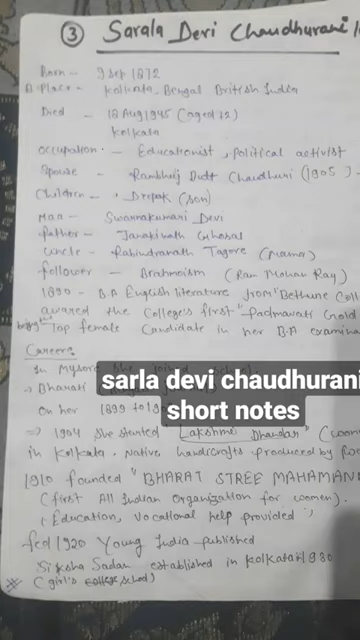 ③ Sarala Devi Chaudhurani
Born - 9 Sep 1872
B.Place - Kolkata, Bengal British India
Died - 18 Aug 1945 (aged 72)
Kolkata
Occupation - Educationist, political activist
Spouse - Rambhuj Dutt Chaudhuri (1905)
Children - Deepak (son)
Swarnakumari Devi
Father - Janakinath Ghosal
Uncle - Rabindranath Tagore (Mama)
follower - Brahmoism (Ram Mohan Ray)
1890 - B.A English literature from "Bethune Coll
awared the College's first "Padmavati Gold
Top female Candidate in her B.A examina
Career:
In Mysore she joined
→ Bharati
on her 1899 to
sarla devi chaudhurani
short notes
⇒ 1904 she started Lakshmi Bhandar" (wom
in Kolkata. Native handicrafts produced by
1910 founded "BHARAT STREE MAHAMAN
(first All Indian Organization for women).
(Education, vocational help provided
1920 Young India published
Siksha Sadan established in Kolkata 1930
(girl's school)